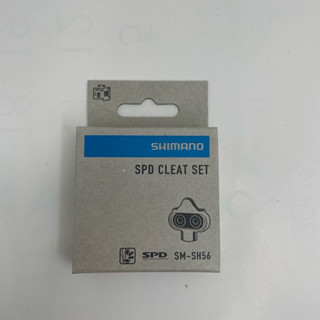 SHIMANO
SPD CLEAT SET
SPD SM-SH56